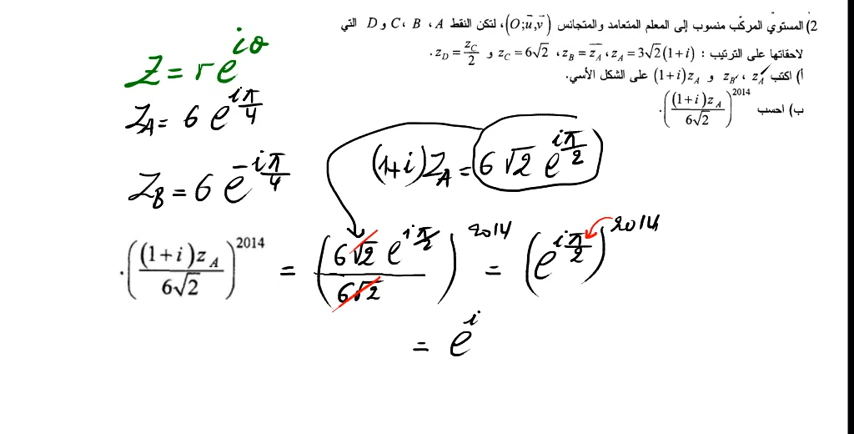 2) المستوي المركب منسوب إلى المعلم المتعامد والمتجانس (O;u⃗,v⃗)، لتكن النقط A ، B ، C و D التي
لاحقاتها على الترتيب : z_A = 3√2(1+i) ، z_B = \overline{z_A} ، z_C = 6√2 و z_D = z_C/2 .
أ) اكتب z_A ، z_B و (1+i)z_A على الشكل الأسي.
ب) احسب ((1+i)z_A / 6√2)^2014 .
Z = r e^{iθ}
Z_A = 6 e^{iπ/4}
(1+i)Z_A = 6√2 e^{iπ/2}
Z_B = 6 e^{-iπ/4}
. ((1+i)z_A / 6√2)^2014 = (6√2 e^{iπ/2} / 6√2)^2014 = (e^{iπ/2})^2014
= e^i